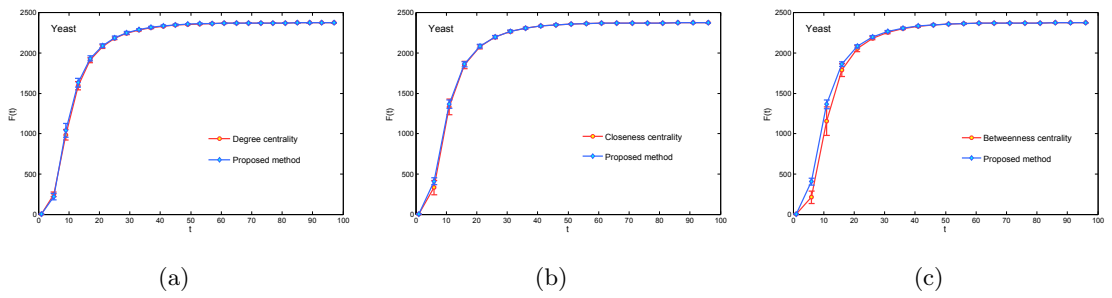 2500
2000
1500
1000
500
0
F(t)
Yeast
Degree centrality
Proposed method
0 10 20 30 40 50 60 70 80 90 100
t
(a)
2500
2000
1500
1000
500
0
F(t)
Yeast
Closeness centrality
Proposed method
0 10 20 30 40 50 60 70 80 90 100
t
(b)
2500
2000
1500
1000
500
0
F(t)
Yeast
Betweenness centrality
Proposed method
0 10 20 30 40 50 60 70 80 90 100
t
(c)